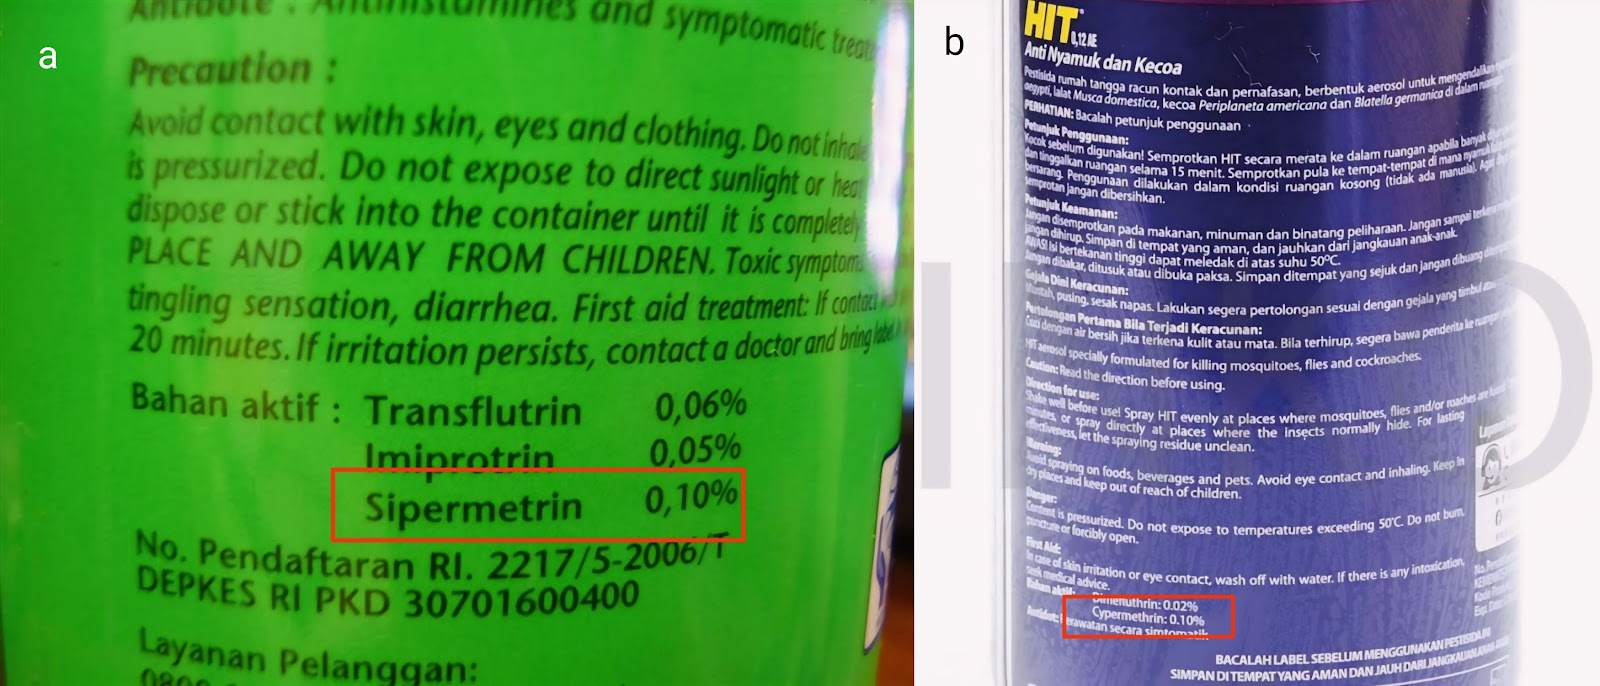 a
Antidote : Antihistamines and symptomatic
Precaution :
Avoid contact with skin, eyes and clothing. Do not inhale
is pressurized. Do not expose to direct sunlight or
dispose or stick into the container until it is completely
PLACE AND AWAY FROM CHILDREN. Toxic
tingling sensation, diarrhea. First aid treatment: If
20 minutes. If irritation persists, contact a doctor and bring
Bahan aktif : Transflutrin 0,06%
Imiprotrin 0,05%
Sipermetrin 0,10%
No. Pendaftaran RI. 2217/5-2006/T
DEPKES RI PKD 30701600400
Layanan Pelanggan:
b
HIT 0,12 AE
Anti Nyamuk dan Kecoa
Pestisida rumah tangga racun kontak dan pernafasan, berbentuk aerosol untuk mengendalikan
aegypti, lalat Musca domestica, kecoa Periplaneta americana dan Blatella germanica di dalam
PERHATIAN: Bacalah petunjuk penggunaan
Petunjuk Penggunaan:
Kocok sebelum digunakan! Semprotkan HIT secara merata ke dalam ruangan apabila banyak
dan tinggalkan ruangan selama 15 menit. Semprotkan pula ke tempat-tempat di mana nyamuk
bersarang. Penggunaan dilakukan dalam kondisi ruangan kosong (tidak ada manusia). Agar
semprotan jangan dibersihkan.
Petunjuk Keamanan:
Jangan disemprotkan pada makanan, minuman dan binatang peliharaan. Jangan sampai
jangan dihirup. Simpan di tempat yang aman, dan jauhkan dari jangkauan anak-anak.
AWAS! Isi bertekanan tinggi dapat meledak di atas suhu 50°C.
Jangan dibakar, ditusuk atau dibuka paksa. Simpan ditempat yang sejuk dan jangan dibuang
Gejala Dini Keracunan:
Muntah, pusing, sesak napas. Lakukan segera pertolongan sesuai dengan gejala yang timbul
Pertolongan Pertama Bila Terjadi Keracunan:
Cuci dengan air bersih jika terkena kulit atau mata. Bila terhirup, segera bawa penderita ke
HIT aerosol specially formulated for killing mosquitoes, flies and cockroaches.
Caution: Read the direction before using.
Direction for use:
Shake well before use! Spray HIT evenly at places where mosquitoes, flies and/or roaches are found
minutes, or spray directly at places where the insects normally hide. For lasting
effectiveness, let the spraying residue unclean.
Warning:
Avoid spraying on foods, beverages and pets. Avoid eye contact and inhaling. Keep in
dry places and keep out of reach of children.
Danger:
Content is pressurized. Do not expose to temperatures exceeding 50°C. Do not burn,
puncture or forcibly open.
First Aid:
In case of skin irritation or eye contact, wash off with water. If there is any intoxication,
seek medical advice.
Bahan aktif: Dimefluthrin: 0.02%
Cypermethrin: 0.10%
Antidot: Perawatan secara simtomatik
BACALAH LABEL SEBELUM MENGGUNAKAN PESTISIDA INI
SIMPAN DI TEMPAT YANG AMAN DAN JAUH DARI JANGKAUAN